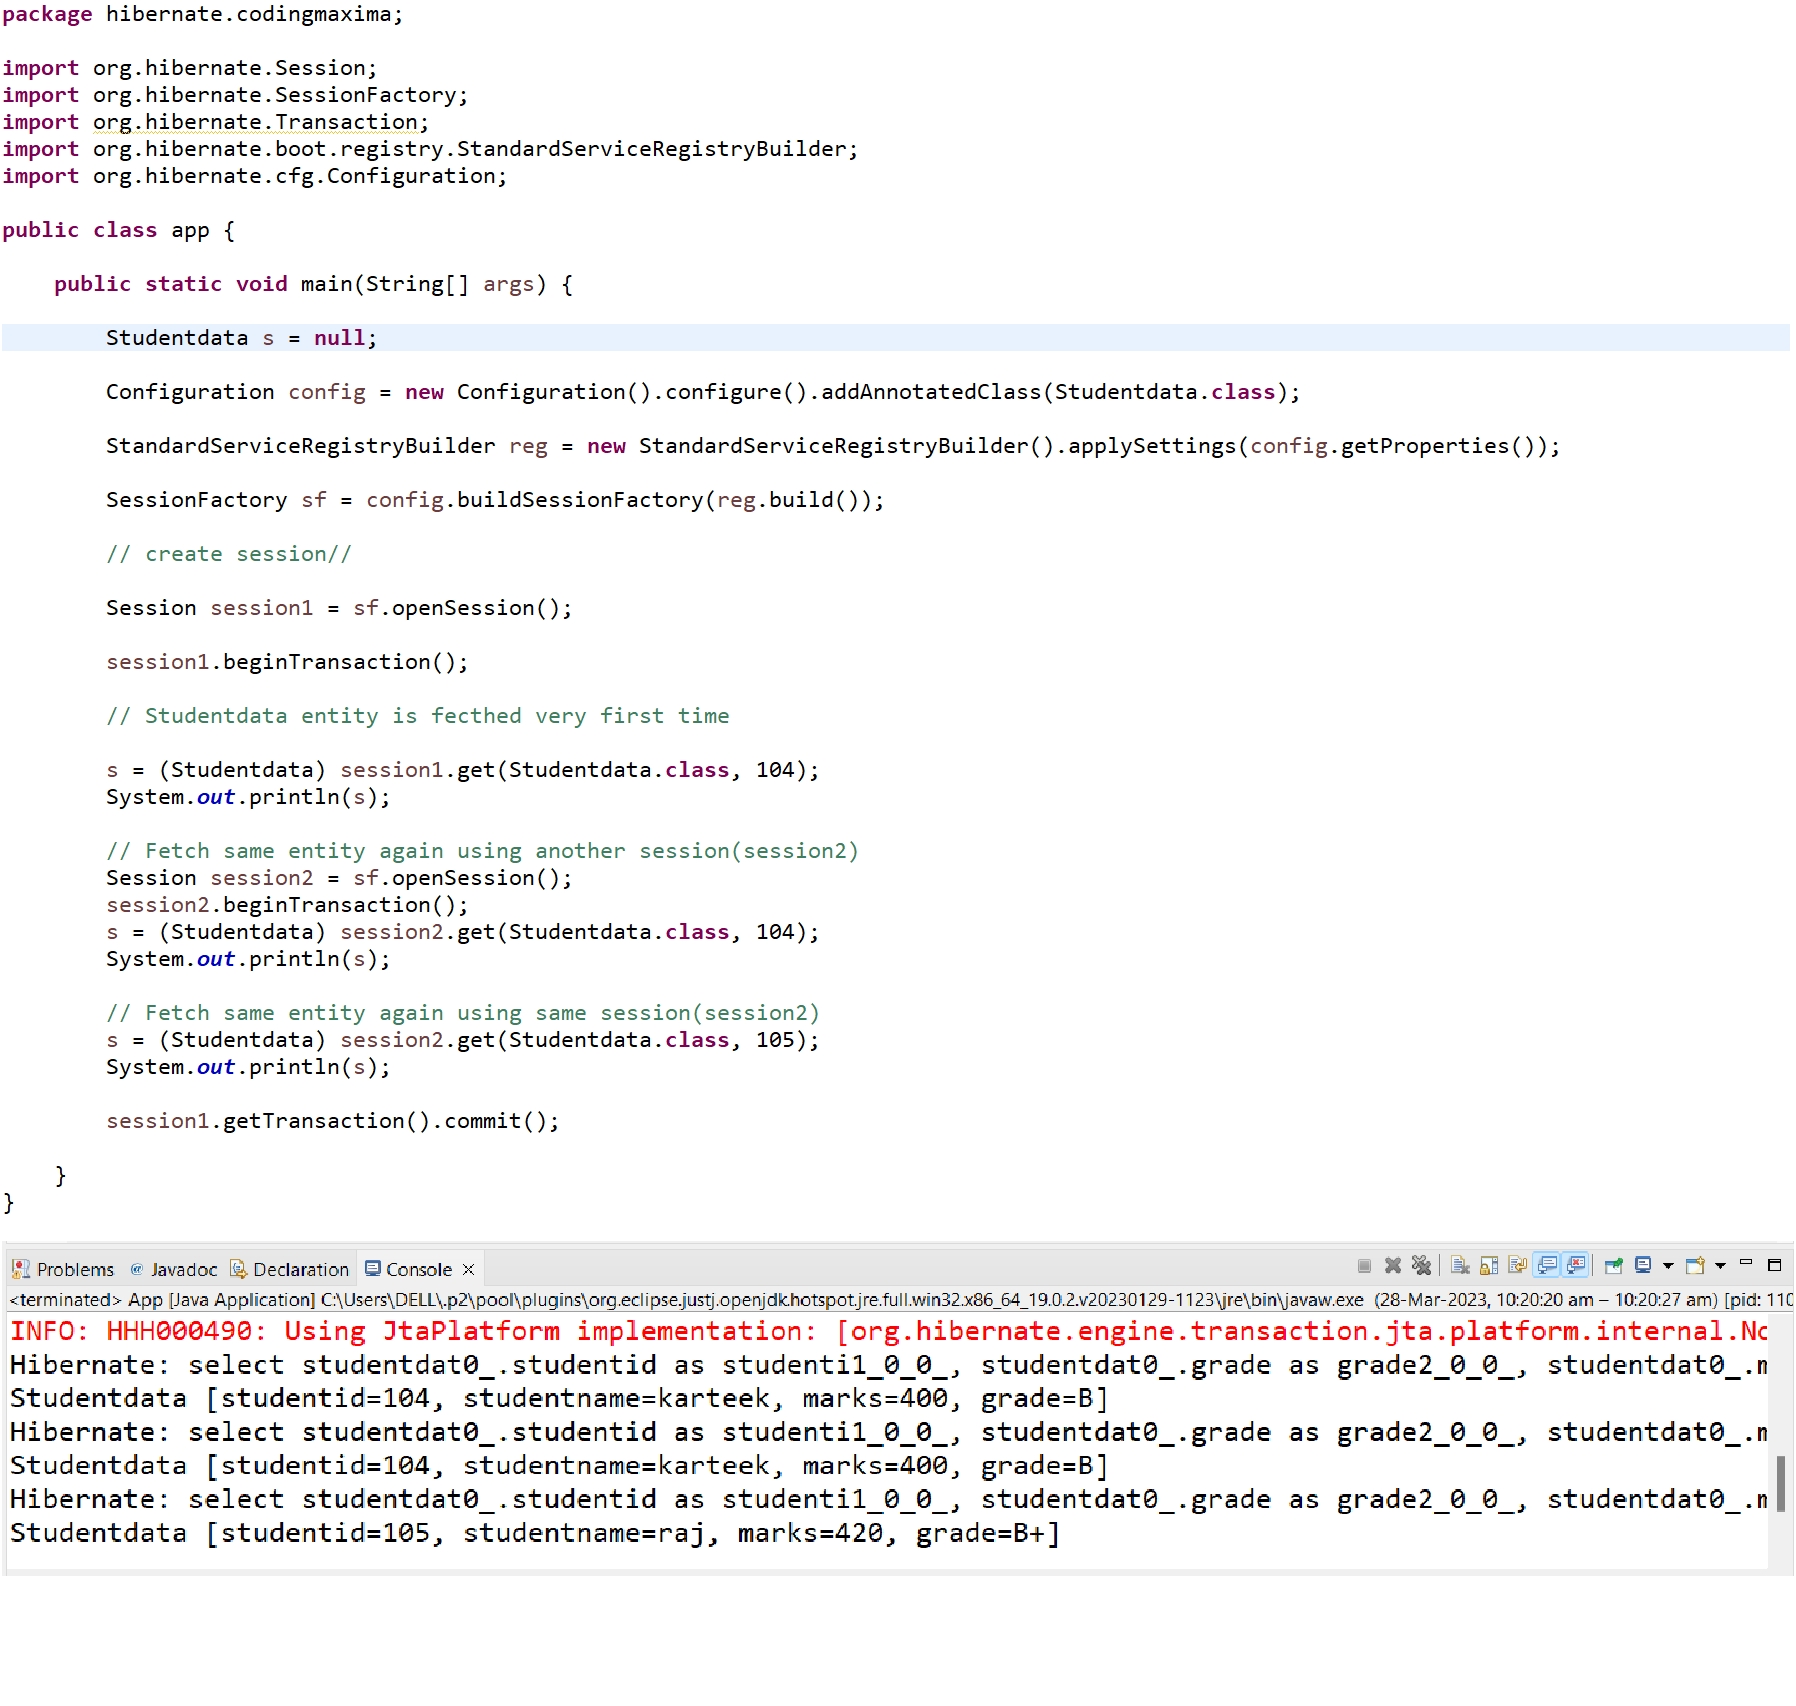 package hibernate.codingmaxima;
import org.hibernate.Session;
import org.hibernate.SessionFactory;
import org.hibernate.Transaction;
import org.hibernate.boot.registry.StandardServiceRegistryBuilder;
import org.hibernate.cfg.Configuration;
public class app {
public static void main(String[] args) {
Studentdata s = null;
Configuration config = new Configuration().configure().addAnnotatedClass(Studentdata.class);
StandardServiceRegistryBuilder reg = new StandardServiceRegistryBuilder().applySettings(config.getProperties());
SessionFactory sf = config.buildSessionFactory(reg.build());
// create session//
Session session1 = sf.openSession();
session1.beginTransaction();
// Studentdata entity is fecthed very first time
s = (Studentdata) session1.get(Studentdata.class, 104);
System.out.println(s);
// Fetch same entity again using another session(session2)
Session session2 = sf.openSession();
session2.beginTransaction();
s = (Studentdata) session2.get(Studentdata.class, 104);
System.out.println(s);
// Fetch same entity again using same session(session2)
s = (Studentdata) session2.get(Studentdata.class, 105);
System.out.println(s);
session1.getTransaction().commit();
}
}
Problems @ Javadoc Declaration Console
<terminated> App [Java Application] C:\Users\DELL\.p2\pool\plugins\org.eclipse.justj.openjdk.hotspot.jre.full.win32.x86_64_19.0.2.v20230129-1123\jre\bin\javaw.exe (28-Mar-2023, 10:20:20 am – 10:20:27 am) [pid: 110
INFO: HHH000490: Using JtaPlatform implementation: [org.hibernate.engine.transaction.jta.platform.internal.No
Hibernate: select studentdat0_.studentid as studenti1_0_0_, studentdat0_.grade as grade2_0_0_, studentdat0_.m
Studentdata [studentid=104, studentname=karteek, marks=400, grade=B]
Hibernate: select studentdat0_.studentid as studenti1_0_0_, studentdat0_.grade as grade2_0_0_, studentdat0_.m
Studentdata [studentid=104, studentname=karteek, marks=400, grade=B]
Hibernate: select studentdat0_.studentid as studenti1_0_0_, studentdat0_.grade as grade2_0_0_, studentdat0_.m
Studentdata [studentid=105, studentname=raj, marks=420, grade=B+]